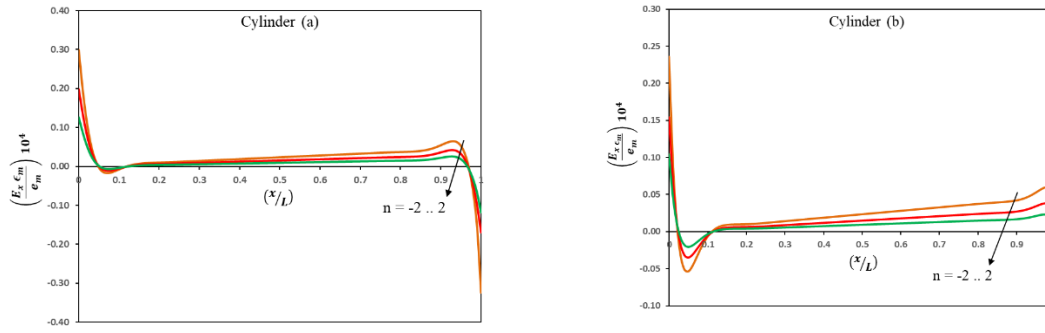 Cylinder (a)
0.40
0.30
0.20
0.10
0.00
-0.10
-0.20
-0.30
-0.40
0 0.1 0.2 0.3 0.4 0.5 0.6 0.7 0.8 0.9 1
(x/L)
(E_x ϵ_m / e_m) 10^4
n = -2 .. 2
Cylinder (b)
0.30
0.25
0.20
0.15
0.10
0.05
0.00
-0.05
-0.10
0 0.1 0.2 0.3 0.4 0.5 0.6 0.7 0.8 0.9
(x/L)
(E_x ϵ_m / e_m) 10^4
n = -2 .. 2